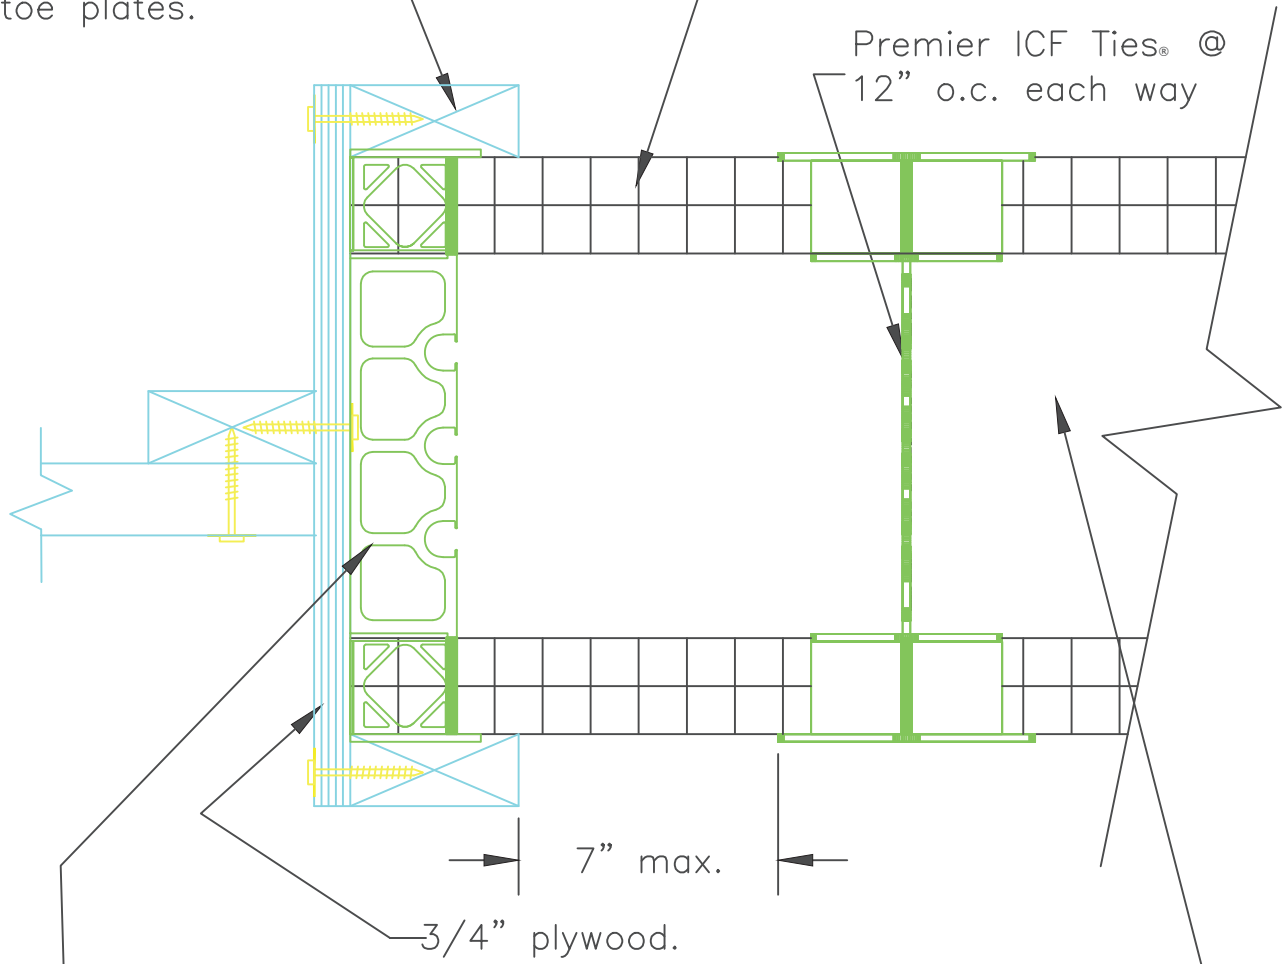 toe plates.
Premier ICF Ties® @
12” o.c. each way
7” max.
3/4” plywood.